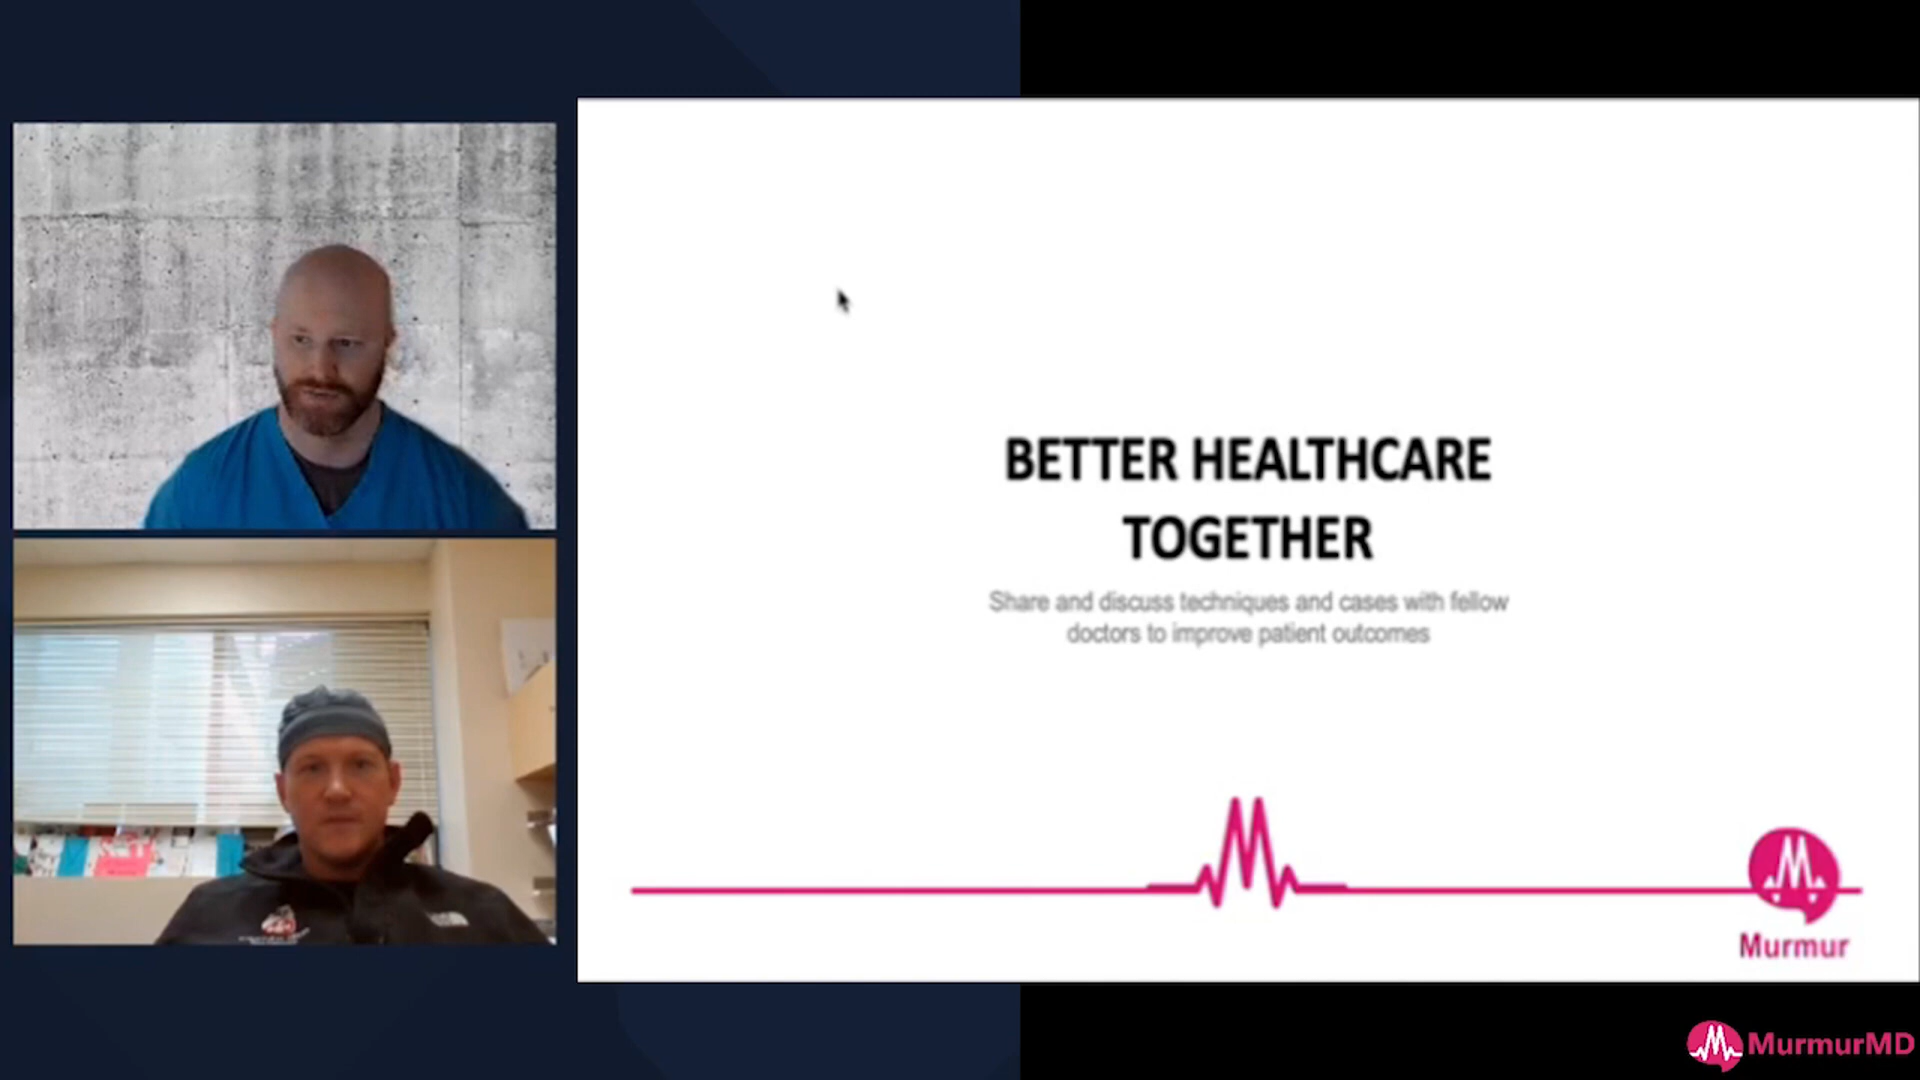 BETTER HEALTHCARE
TOGETHER
Share and discuss techniques and cases with fellow
doctors to improve patient outcomes
Murmur
MurmurMD